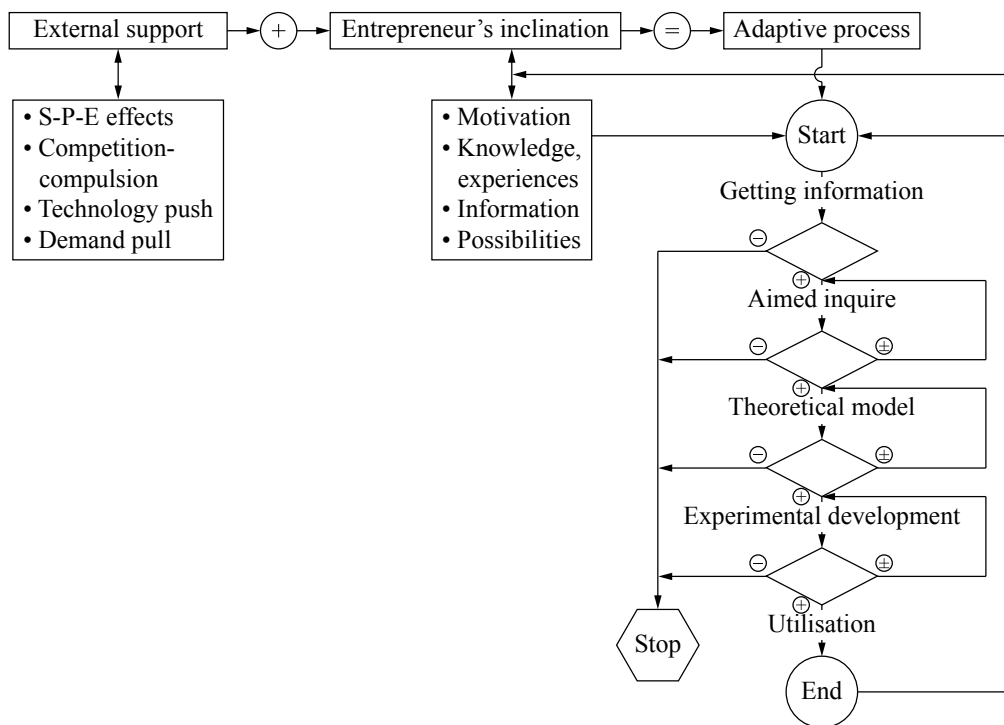 External support
+
Entrepreneur’s inclination
=
Adaptive process
• S-P-E effects
• Competition-
compulsion
• Technology push
• Demand pull
• Motivation
• Knowledge,
experiences
• Information
• Possibilities
Start
Getting information
−
+
Aimed inquire
−
±
+
Theoretical model
−
±
+
Experimental development
−
±
+
Utilisation
Stop
End